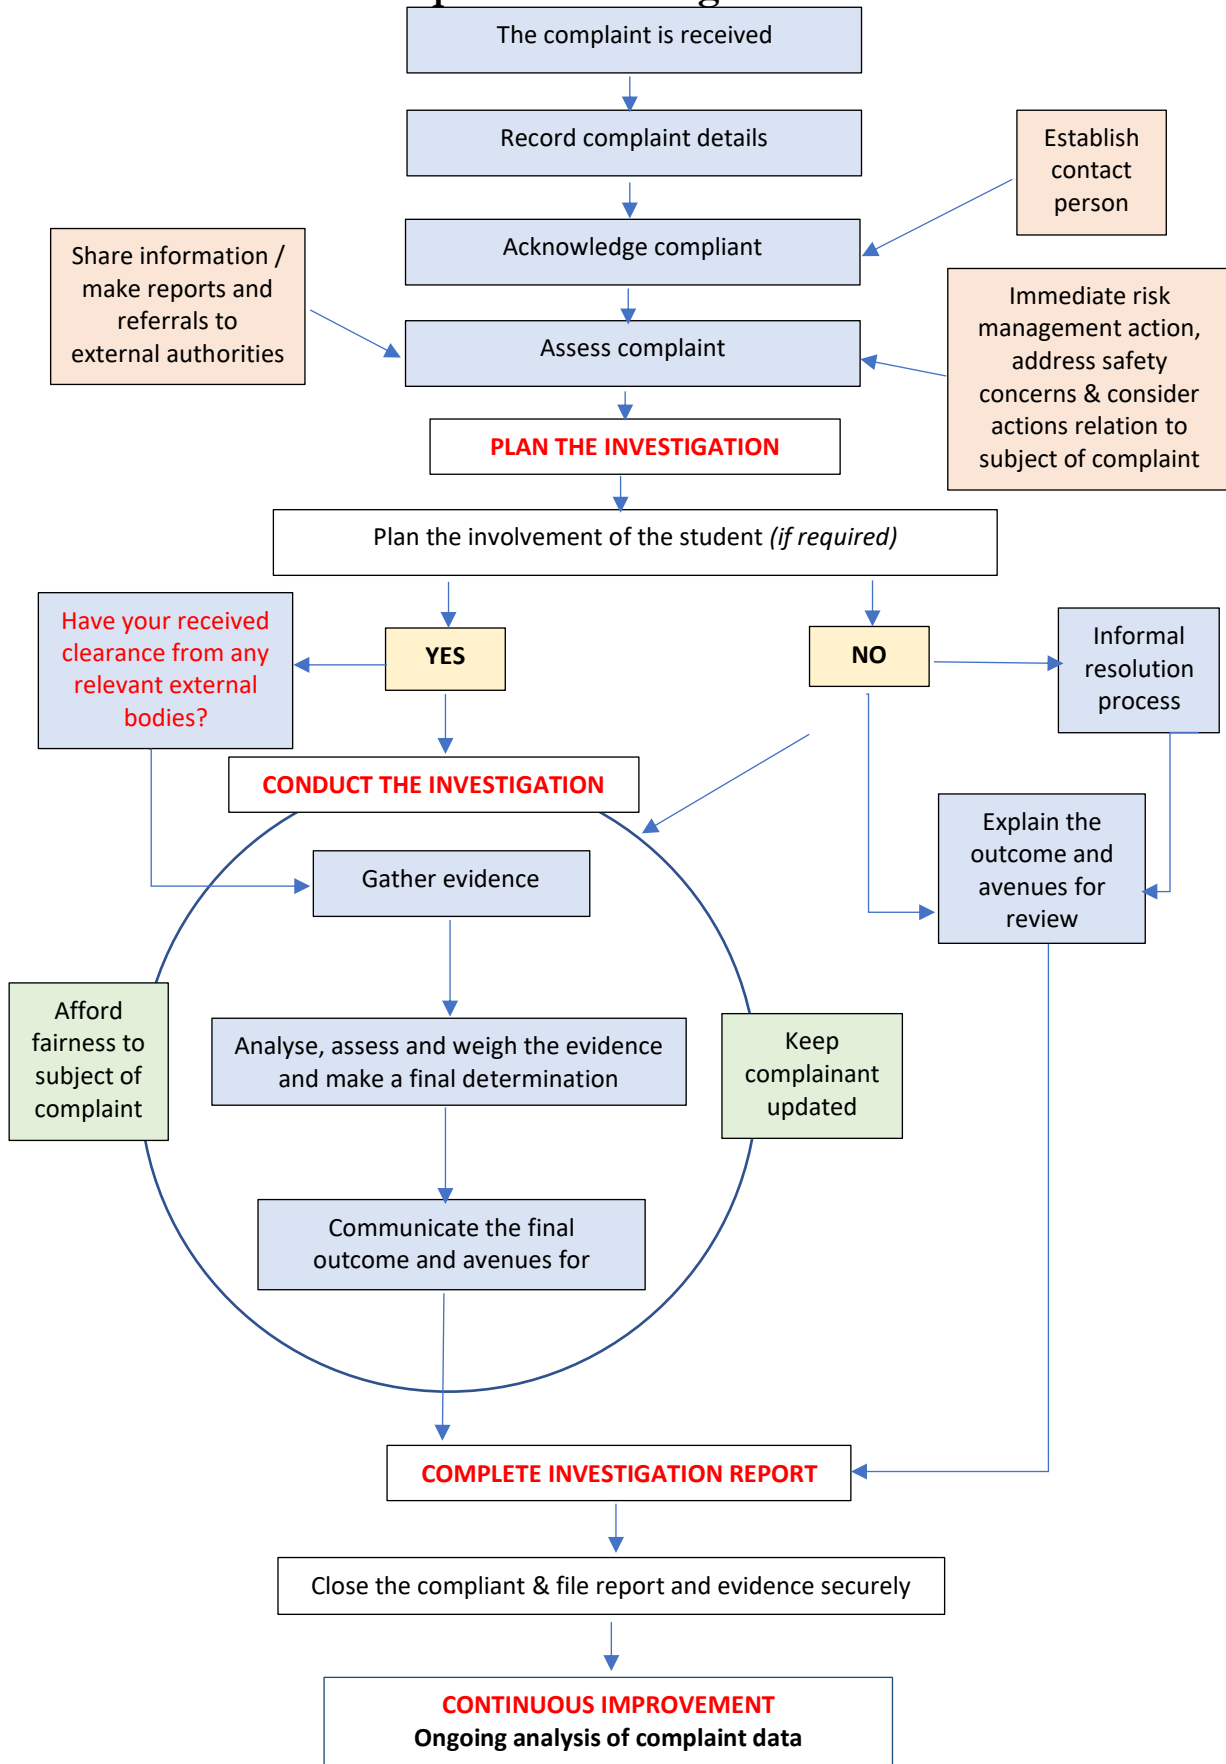 The complaint is received
Record complaint details
Establish
contact
person
Acknowledge compliant
Share information /
make reports and
referrals to
external authorities
Immediate risk
management action,
address safety
concerns & consider
actions relation to
subject of complaint
Assess complaint
PLAN THE INVESTIGATION
Plan the involvement of the student (if required)
Have your received
clearance from any
relevant external
bodies?
YES
NO
Informal
resolution
process
CONDUCT THE INVESTIGATION
Explain the
outcome and
avenues for
review
Gather evidence
Afford
fairness to
subject of
complaint
Analyse, assess and weigh the evidence
and make a final determination
Keep
complainant
updated
Communicate the final
outcome and avenues for
COMPLETE INVESTIGATION REPORT
Close the compliant & file report and evidence securely
CONTINUOUS IMPROVEMENT
Ongoing analysis of complaint data